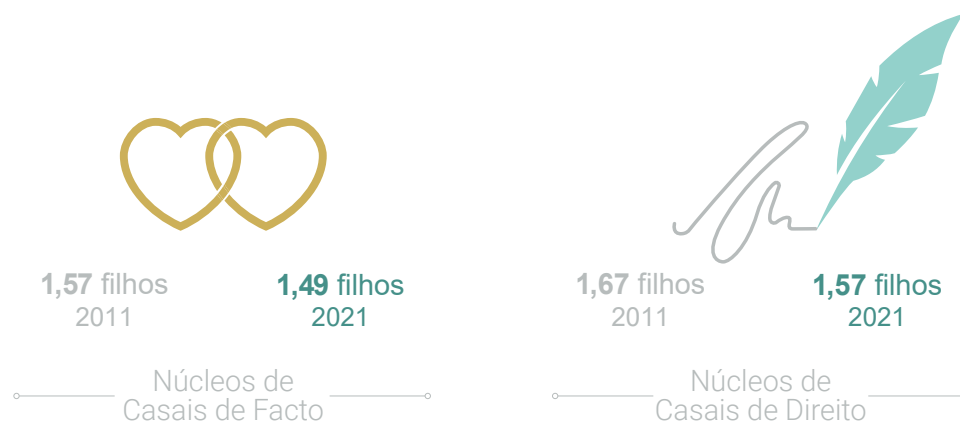 1,57 filhos
2011
1,49 filhos
2021
Núcleos de
Casais de Facto
1,67 filhos
2011
1,57 filhos
2021
Núcleos de
Casais de Direito